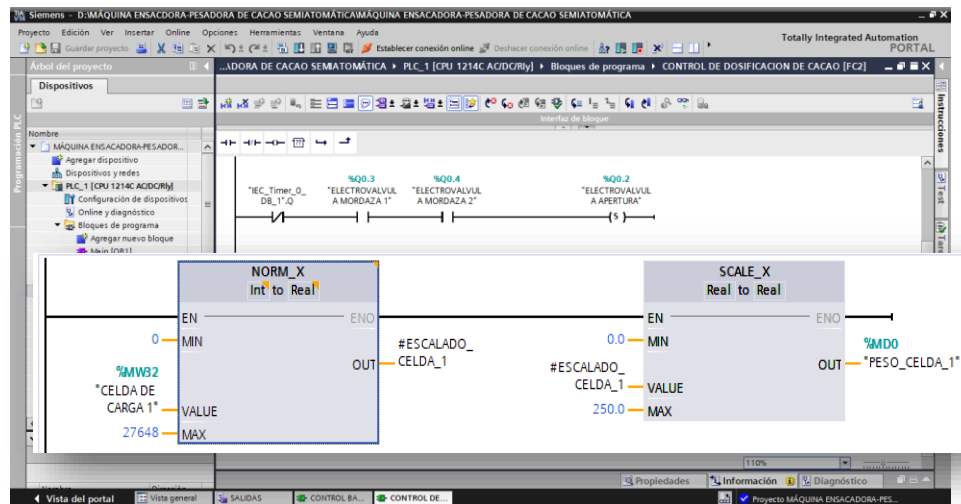 Siemens - D:\MÁQUINA ENSACDORA-PESADORA DE CACAO SEMIATOMÁTICA\MÁQUINA ENSACADORA-PESADORA DE CACAO SEMIATOMÁTICA
Proyecto Edición Ver Insertar Online Opciones Herramientas Ventana Ayuda
Totally Integrated Automation
PORTAL
Guardar proyecto
Establecer conexión online
Deshacer conexión online
Árbol del proyecto
...ADORA DE CACAO SEMIATOMÁTICA
PLC_1 [CPU 1214C AC/DC/Rly]
Bloques de programa
CONTROL DE DOSIFICACION DE CACAO [FC2]
Dispositivos
Interfaz de bloque
Instrucciones
Test
Tare
Programación PLC
Nombre
MÁQUINA ENSACADORA-PESADOR...
Agregar dispositivo
Dispositivos y redes
PLC_1 [CPU 1214C AC/DC/Rly]
Configuración de dispositivos
Online y diagnóstico
Bloques de programa
Agregar nuevo bloque
Main [OB1]
"IEC_Timer_0_
DB_1".Q
%Q0.3
"ELECTROVALVUL
A MORDAZA 1"
%Q0.4
"ELECTROVALVUL
A MORDAZA 2"
%Q0.2
"ELECTROVALVUL
A APERTURA"
S
NORM_X
Int to Real
EN
ENO
0
MIN
%MW32
"CELDA DE
CARGA 1"
VALUE
27648
MAX
OUT
#ESCALADO_
CELDA_1
SCALE_X
Real to Real
EN
ENO
0.0
MIN
#ESCALADO_
CELDA_1
VALUE
250.0
MAX
OUT
%MD0
"PESO_CELDA_1"
110%
Propiedades
Información
Diagnóstico
Vista del portal
Vista general
SALIDAS
CONTROL BA...
CONTROL DE...
Proyecto MÁQUINA ENSACADORA-PES...